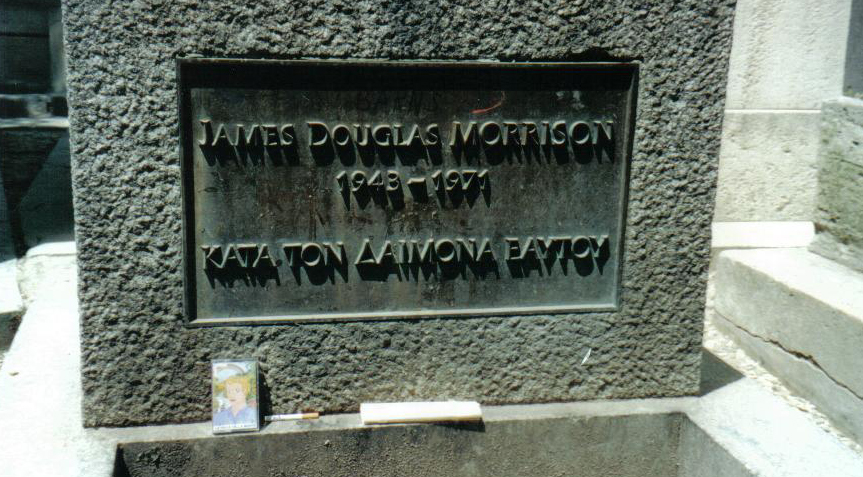 JAMES DOUGLAS MORRISON
1943 – 1971
ΚΑΤΑ ΤΟΝ ΔΑΙΜΟΝΑ ΕΑΥΤΟΥ